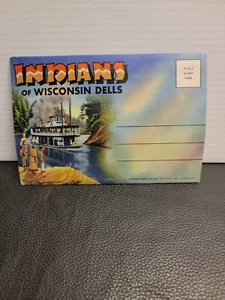 INDIANS
OF WISCONSIN DELLS
PLACE
STAMP
HERE